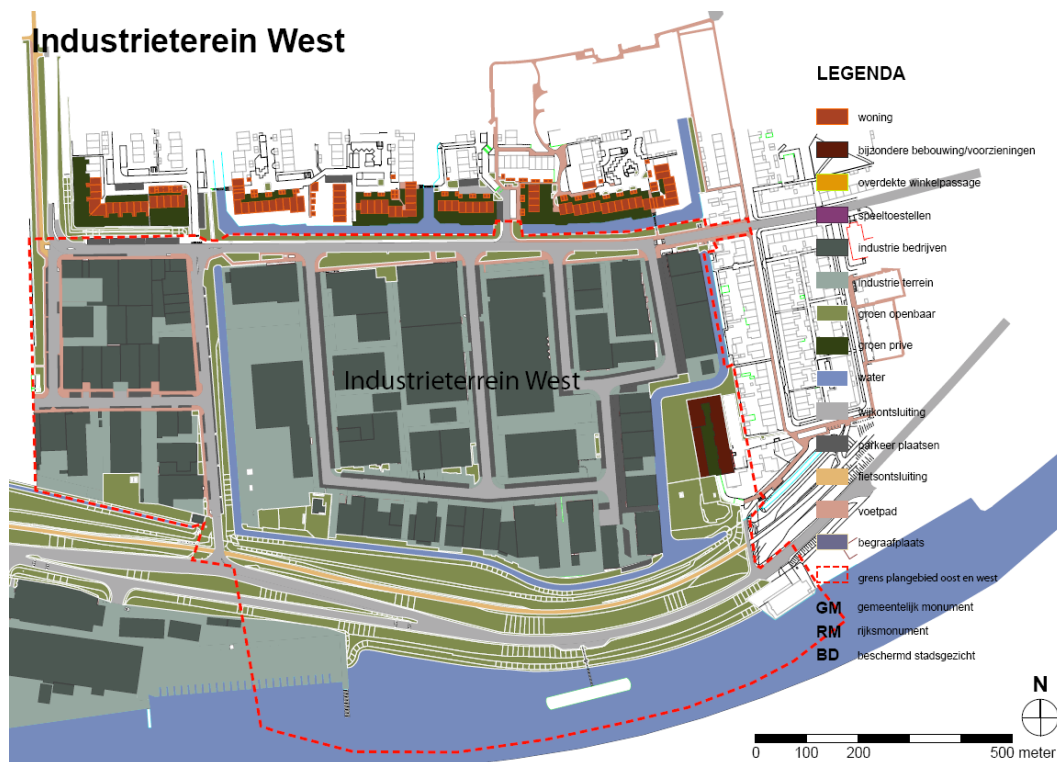 Industrieterein West
LEGENDA
woning
bijzondere bebouwing/voorzieningen
overdekte winkelpassage
speeltoestellen
industrie bedrijven
industrie terrein
groen openbaar
groen prive
water
wijkontsluiting
parkeer plaatsen
fietsontsluiting
voetpad
begraafplaats
grens plangebied oost en west
GM gemeentelijk monument
RM rijksmonument
BD beschermd stadsgezicht
Industrieterrein West
N
0 100 200 500 meter